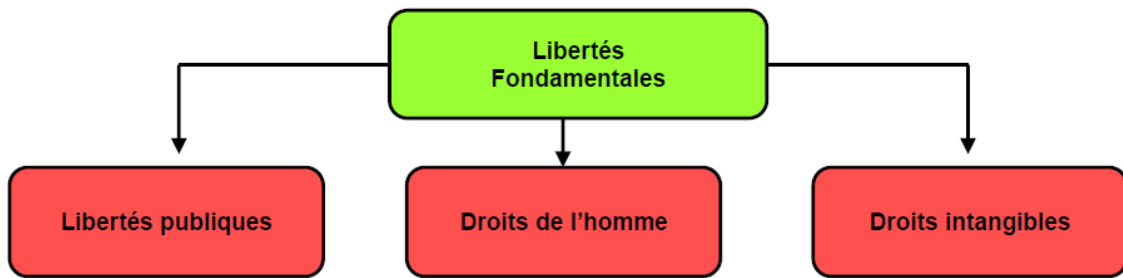 Libertés
Fondamentales
Libertés publiques
Droits de l’homme
Droits intangibles